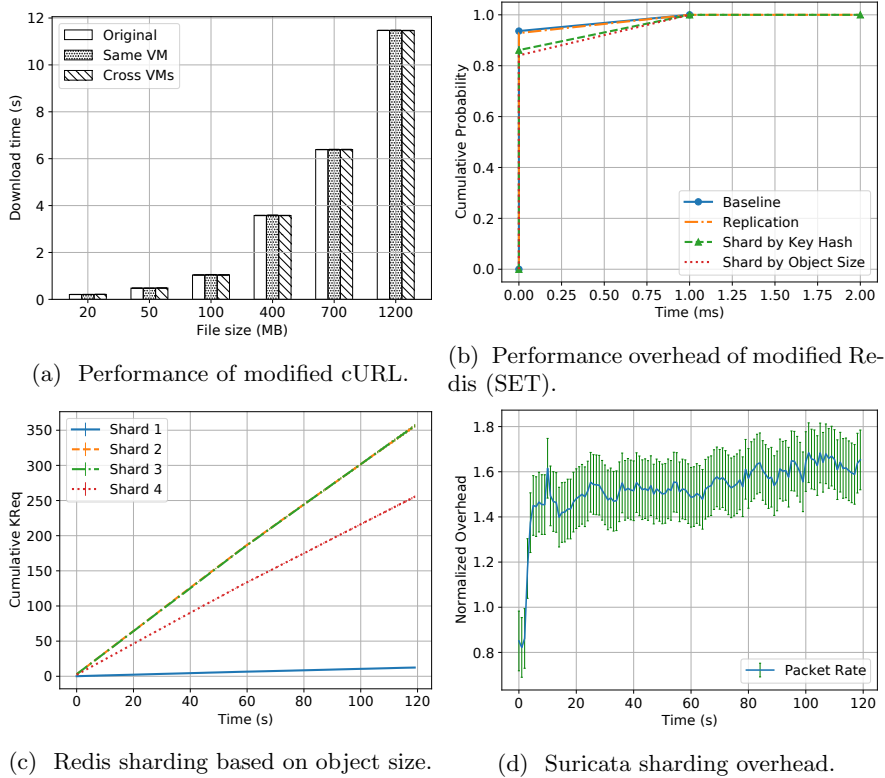 12
10
8
6
4
2
0
Download time (s)
Original
Same VM
Cross VMs
20 50 100 400 700 1200
File size (MB)
(a) Performance of modified cURL.
1.0
0.8
0.6
0.4
0.2
0.0
Cumulative Probability
Baseline
Replication
Shard by Key Hash
Shard by Object Size
0.00 0.25 0.50 0.75 1.00 1.25 1.50 1.75 2.00
Time (ms)
(b) Performance overhead of modified Re-
dis (SET).
350
300
250
200
150
100
50
0
Cumulative KReq
Shard 1
Shard 2
Shard 3
Shard 4
0 20 40 60 80 100 120
Time (s)
(c) Redis sharding based on object size.
1.8
1.6
1.4
1.2
1.0
0.8
Normalized Overhead
Packet Rate
0 20 40 60 80 100 120
Time (s)
(d) Suricata sharding overhead.